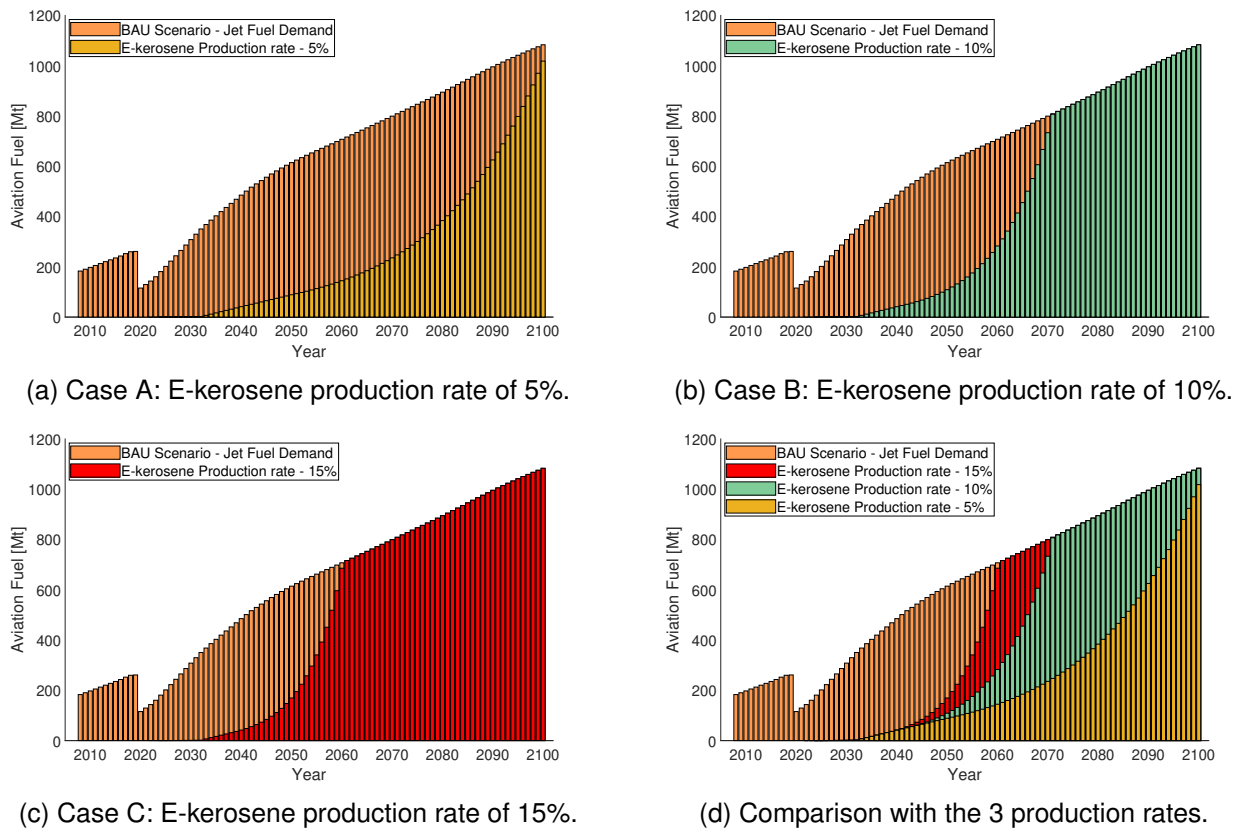 1200
1000
800
600
400
200
0
Aviation Fuel [Mt]
BAU Scenario - Jet Fuel Demand
E-kerosene Production rate - 5%
2010 2020 2030 2040 2050 2060 2070 2080 2090 2100
Year
(a) Case A: E-kerosene production rate of 5%.
1200
1000
800
600
400
200
0
Aviation Fuel [Mt]
BAU Scenario - Jet Fuel Demand
E-kerosene Production rate - 10%
2010 2020 2030 2040 2050 2060 2070 2080 2090 2100
Year
(b) Case B: E-kerosene production rate of 10%.
1200
1000
800
600
400
200
0
Aviation Fuel [Mt]
BAU Scenario - Jet Fuel Demand
E-kerosene Production rate - 15%
2010 2020 2030 2040 2050 2060 2070 2080 2090 2100
Year
(c) Case C: E-kerosene production rate of 15%.
1200
1000
800
600
400
200
0
Aviation Fuel [Mt]
BAU Scenario - Jet Fuel Demand
E-kerosene Production rate - 15%
E-kerosene Production rate - 10%
E-kerosene Production rate - 5%
2010 2020 2030 2040 2050 2060 2070 2080 2090 2100
Year
(d) Comparison with the 3 production rates.